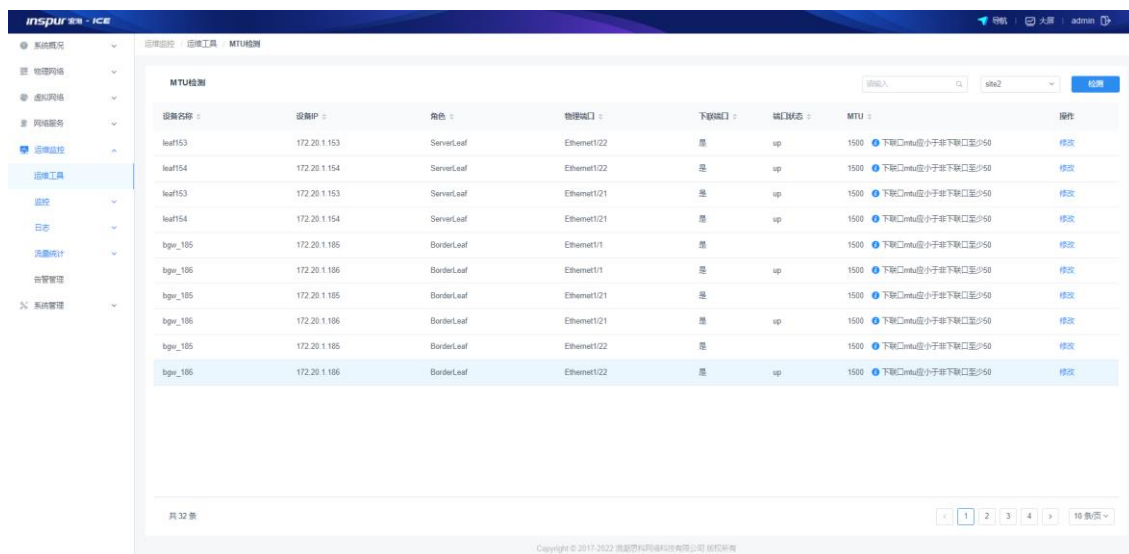 inspur 浪潮 - ICE
导航 | 大屏 | admin
系统概况
物理网络
虚拟网络
网络服务
运维监控
运维工具
监控
日志
流量统计
告警管理
系统管理
运维监控 / 运维工具 / MTU检测
MTU检测
请输入
site2
检测
设备名称 设备IP 角色 物理端口 下联端口 端口状态 MTU 操作
leaf153 172.20.1.153 ServerLeaf Ethernet1/22 是 up 1500 下联口mtu应小于非下联口至少50 修改
leaf154 172.20.1.154 ServerLeaf Ethernet1/22 是 up 1500 下联口mtu应小于非下联口至少50 修改
leaf153 172.20.1.153 ServerLeaf Ethernet1/21 是 up 1500 下联口mtu应小于非下联口至少50 修改
leaf154 172.20.1.154 ServerLeaf Ethernet1/21 是 up 1500 下联口mtu应小于非下联口至少50 修改
bgw_185 172.20.1.185 BorderLeaf Ethernet1/1 是 1500 下联口mtu应小于非下联口至少50 修改
bgw_186 172.20.1.186 BorderLeaf Ethernet1/1 是 up 1500 下联口mtu应小于非下联口至少50 修改
bgw_185 172.20.1.185 BorderLeaf Ethernet1/21 是 1500 下联口mtu应小于非下联口至少50 修改
bgw_186 172.20.1.186 BorderLeaf Ethernet1/21 是 up 1500 下联口mtu应小于非下联口至少50 修改
bgw_185 172.20.1.185 BorderLeaf Ethernet1/22 是 1500 下联口mtu应小于非下联口至少50 修改
bgw_186 172.20.1.186 BorderLeaf Ethernet1/22 是 up 1500 下联口mtu应小于非下联口至少50 修改
共 32 条
< 1 2 3 4 > 10 条/页
Copyright © 2017-2022 浪潮思科网络科技有限公司 版权所有